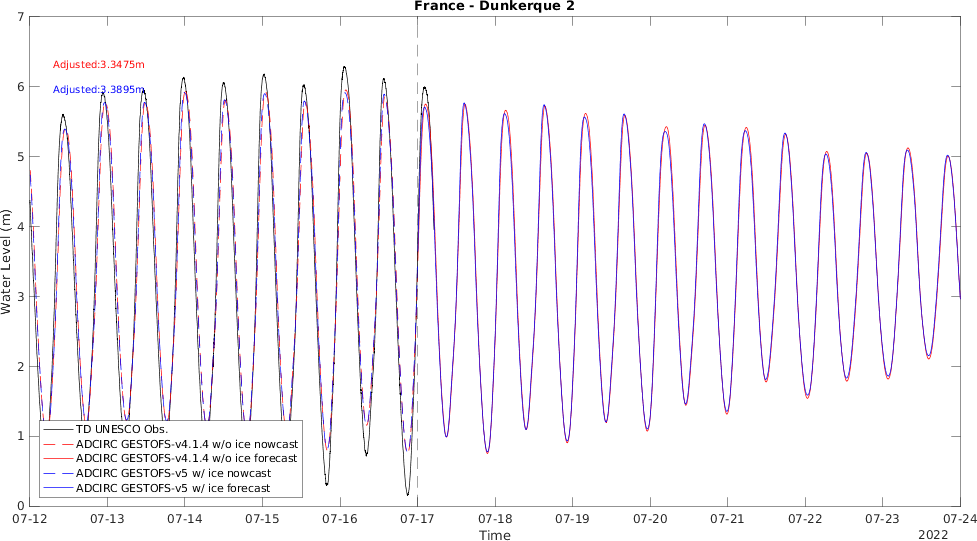 France - Dunkerque 2
7
6
5
4
3
2
1
0
Water Level (m)
Adjusted:3.3475m
Adjusted:3.3895m
TD UNESCO Obs.
ADCIRC GESTOFS-v4.1.4 w/o ice nowcast
ADCIRC GESTOFS-v4.1.4 w/o ice forecast
ADCIRC GESTOFS-v5 w/ ice nowcast
ADCIRC GESTOFS-v5 w/ ice forecast
07-12 07-13 07-14 07-15 07-16 07-17 07-18 07-19 07-20 07-21 07-22 07-23 07-24
Time
2022